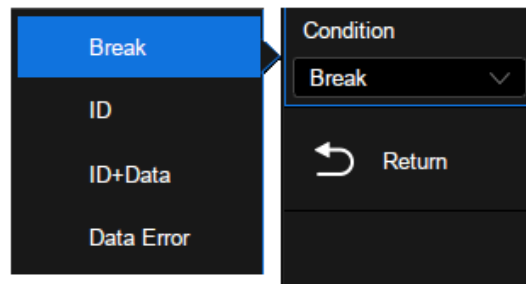 Break
ID
ID+Data
Data Error
Condition
Break
Return